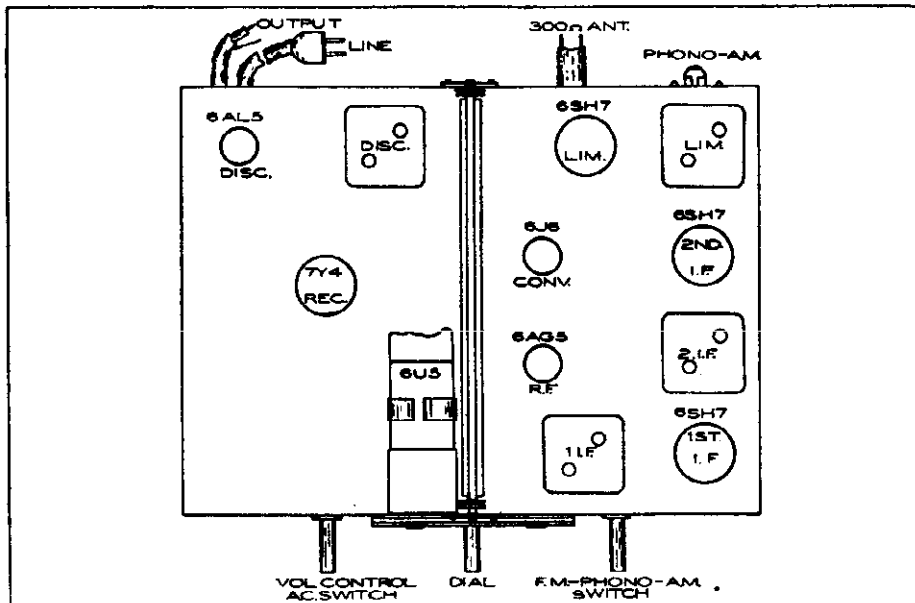 OUTPUT
LINE
300Ω ANT.
PHONO-AM.
6AL5
DISC.
DISC.
6SH7
LIM.
LIM.
6J6
CONV.
6SH7
2ND.
I.F.
7Y4
REC.
6AG5
R.F.
2.I.F.
6U5
6SH7
1ST.
I.F
1 I.F.
VOL. CONTROL
A.C. SWITCH
DIAL
F.M.-PHONO-AM.
SWITCH